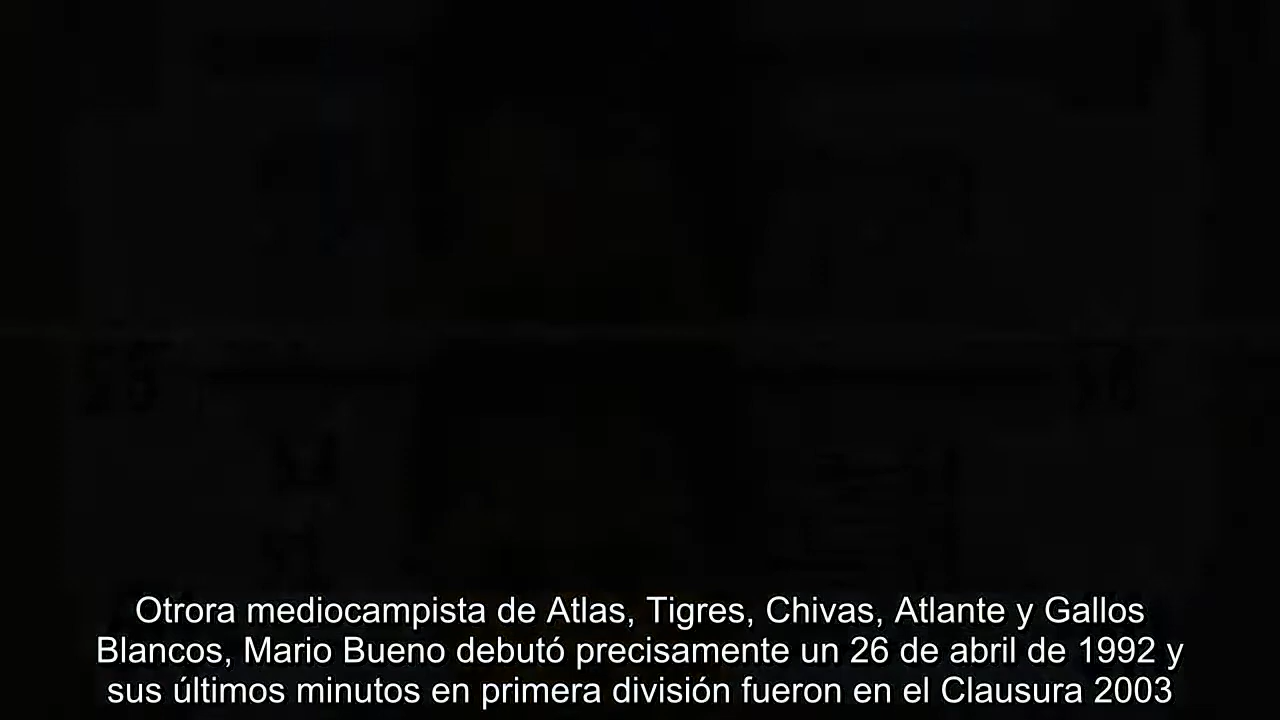 Otrora mediocampista de Atlas, Tigres, Chivas, Atlante y Gallos
Blancos, Mario Bueno debutó precisamente un 26 de abril de 1992 y
sus últimos minutos en primera división fueron en el Clausura 2003